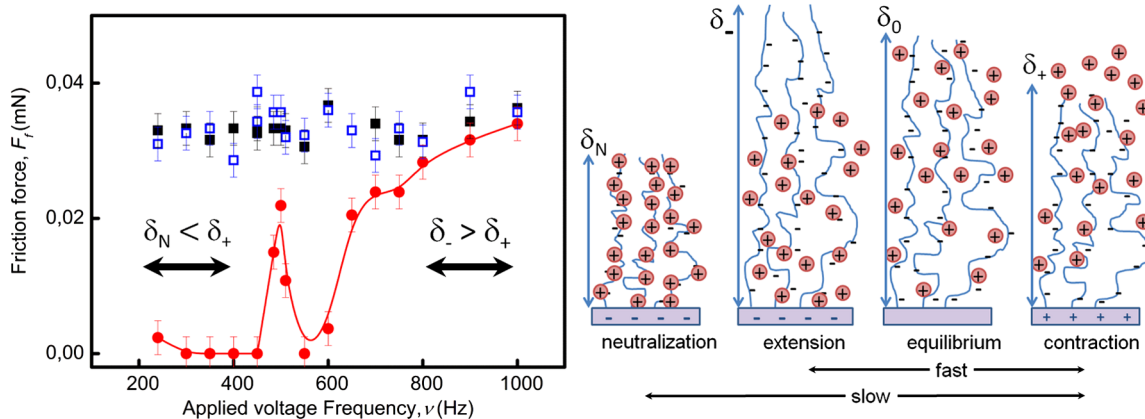 Friction force, F_f (mN)
0,04
0,02
0,00
δ_N < δ_+
δ_- > δ_+
200
400
600
800
1000
Applied voltage Frequency, ν (Hz)
δ_N
δ_-
δ_0
δ_+
- - - -
- - - -
+ + + +
neutralization
extension
equilibrium
contraction
fast
slow